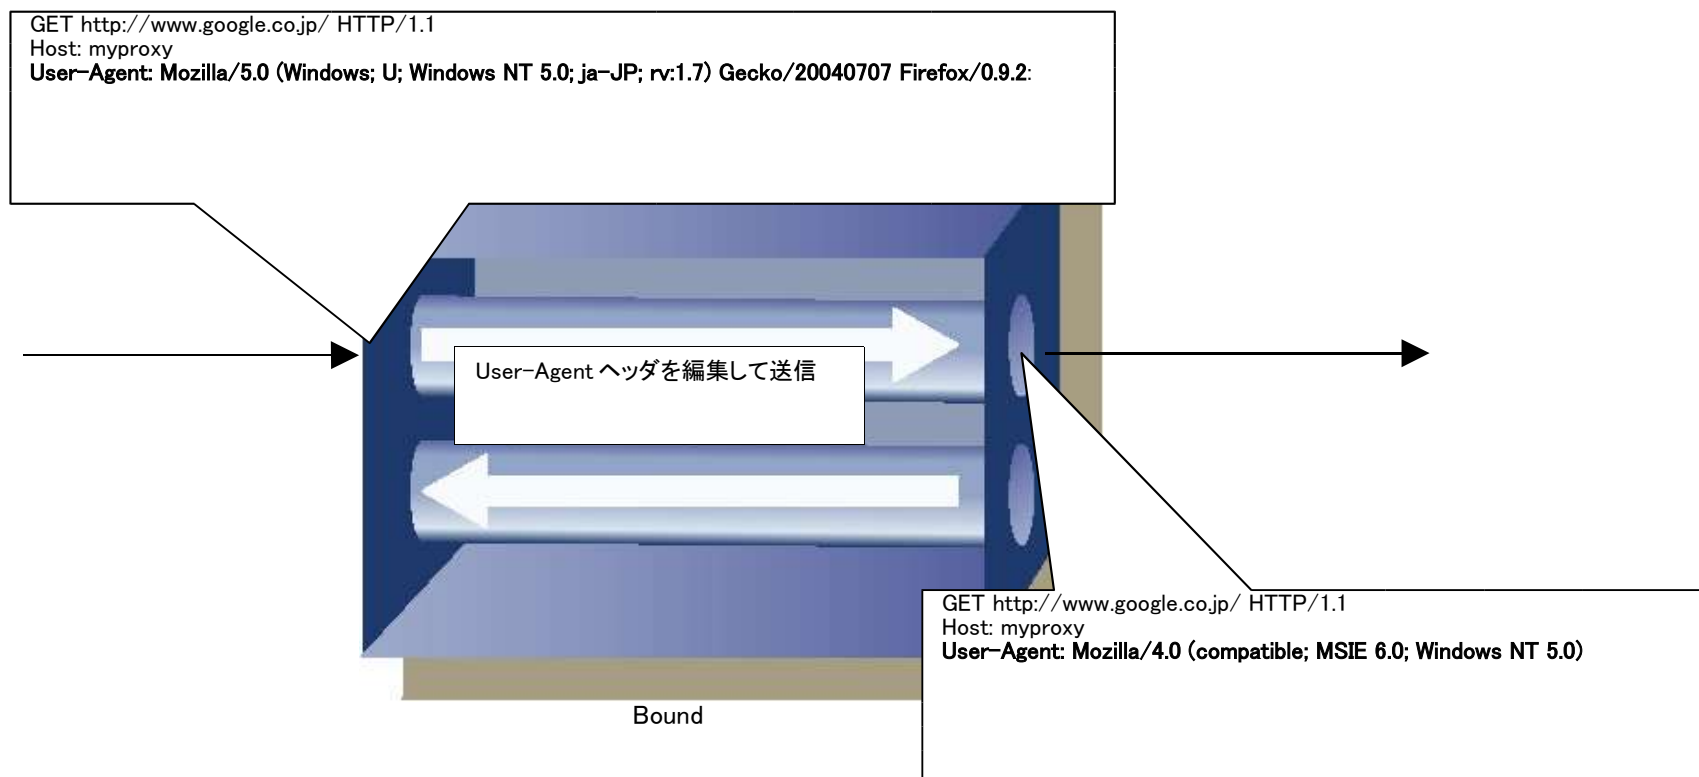 GET http://www.google.co.jp/ HTTP/1.1
Host: myproxy
User-Agent: Mozilla/5.0 (Windows; U; Windows NT 5.0; ja-JP; rv:1.7) Gecko/20040707 Firefox/0.9.2:
User-Agent ヘッダを編集して送信
GET http://www.google.co.jp/ HTTP/1.1
Host: myproxy
User-Agent: Mozilla/4.0 (compatible; MSIE 6.0; Windows NT 5.0)
Bound